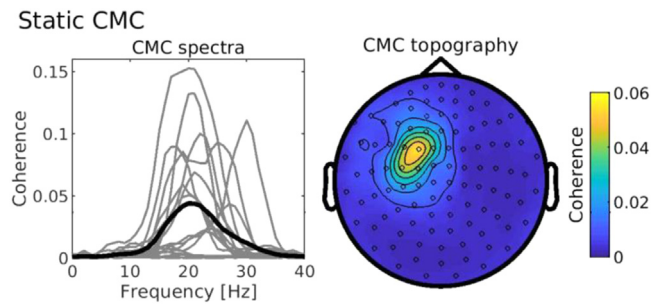 Static CMC
CMC spectra
0.15
0.1
0.05
0
Coherence
0 10 20 30 40
Frequency [Hz]
CMC topography
0.06
0.04
0.02
0
Coherence